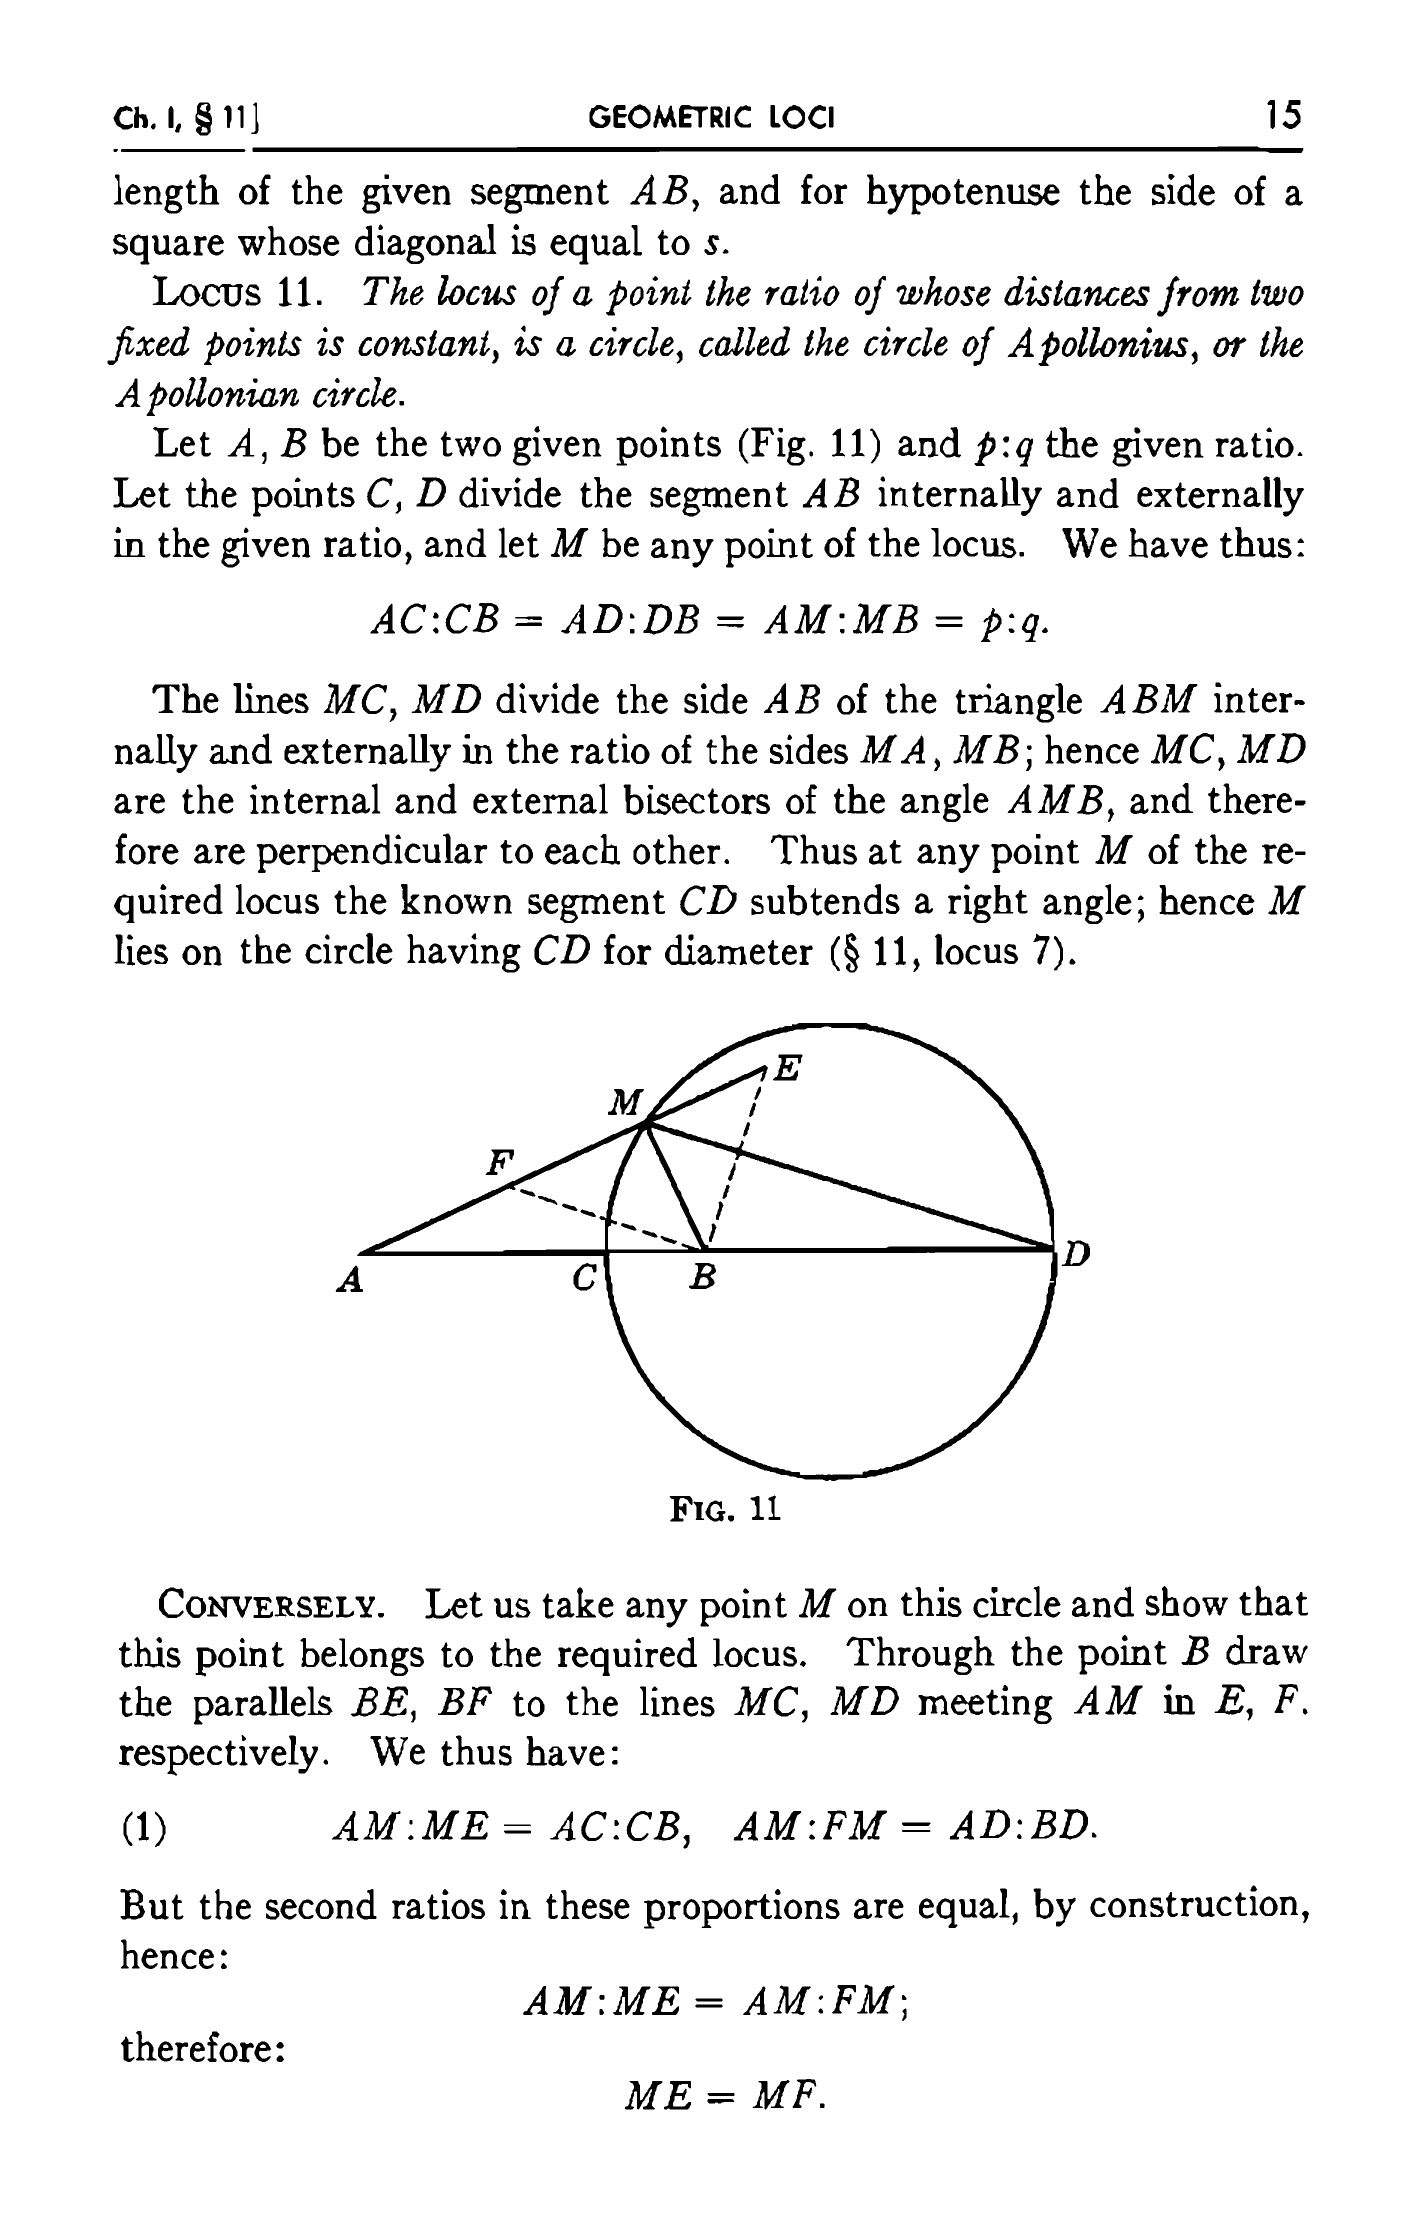 Ch. I, § 11]	GEOMETRIC LOCI	15
length of the given segment AB, and for hypotenuse the side of a
square whose diagonal is equal to s.
LOCUS 11. The locus of a point the ratio of whose distances from two
fixed points is constant, is a circle, called the circle of Apollonius, or the
Apollonian circle.
Let A, B be the two given points (Fig. 11) and p:q the given ratio.
Let the points C, D divide the segment AB internally and externally
in the given ratio, and let M be any point of the locus. We have thus:
AC:CB = AD:DB = AM:MB = p:q.
The lines MC, MD divide the side AB of the triangle ABM inter-
nally and externally in the ratio of the sides MA, MB; hence MC, MD
are the internal and external bisectors of the angle AMB, and there-
fore are perpendicular to each other. Thus at any point M of the re-
quired locus the known segment CD subtends a right angle; hence M
lies on the circle having CD for diameter (§ 11, locus 7).
E
M
F
D
A C B
FIG. 11
CONVERSELY. Let us take any point M on this circle and show that
this point belongs to the required locus. Through the point B draw
the parallels BE, BF to the lines MC, MD meeting AM in E, F.
respectively. We thus have:
(1) AM:ME = AC:CB, AM:FM = AD:BD.
But the second ratios in these proportions are equal, by construction,
hence:
AM:ME = AM:FM;
therefore:
ME = MF.